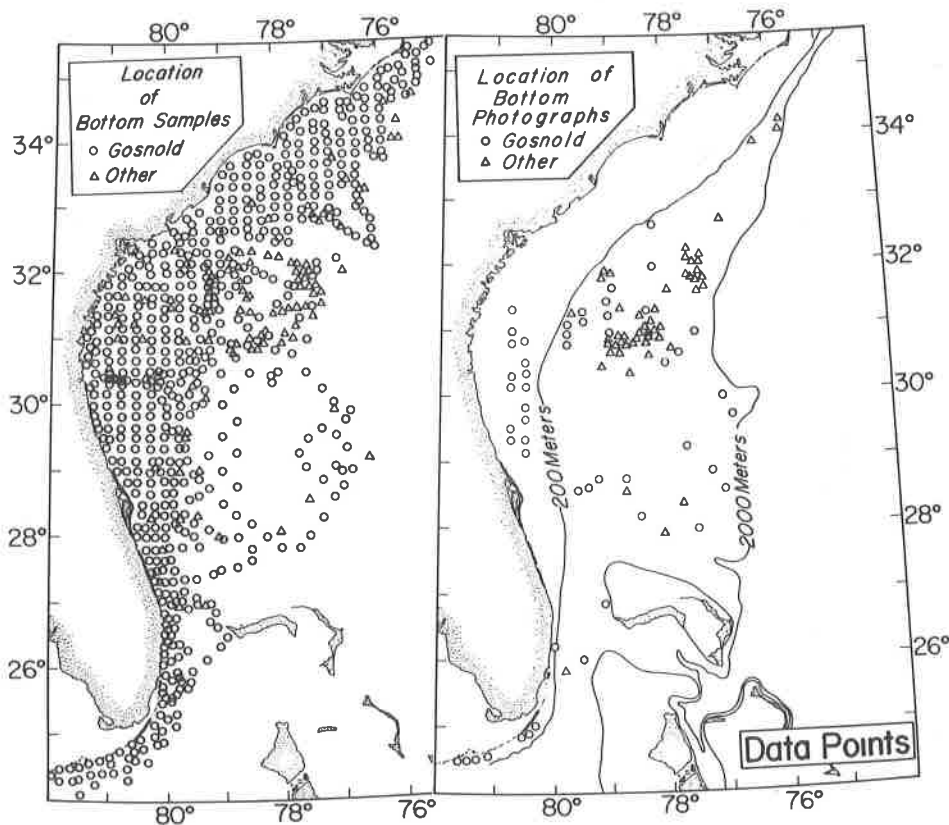 80°
78°
76°
80°
78°
76°
Location
of
Bottom Samples
○ Gosnold
△ Other
Location of
Bottom
Photographs
○ Gosnold
△ Other
34°
32°
30°
28°
26°
34°
32°
30°
28°
26°
200 Meters
2000 Meters
Data Points
80°
78°
76°
80°
78°
76°